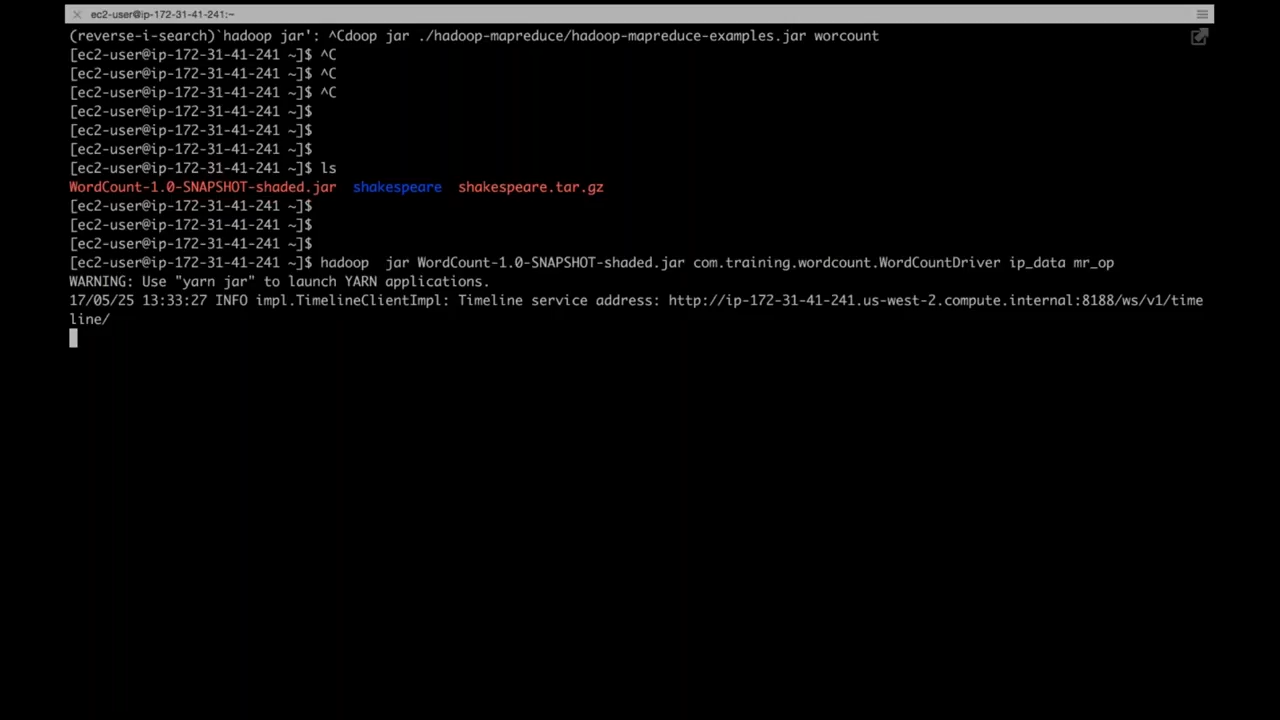 ec2-user@ip-172-31-41-241:~
(reverse-i-search)`hadoop jar': ^Cdoop jar ./hadoop-mapreduce/hadoop-mapreduce-examples.jar worcount
[ec2-user@ip-172-31-41-241 ~]$ ^C
[ec2-user@ip-172-31-41-241 ~]$ ^C
[ec2-user@ip-172-31-41-241 ~]$ ^C
[ec2-user@ip-172-31-41-241 ~]$
[ec2-user@ip-172-31-41-241 ~]$
[ec2-user@ip-172-31-41-241 ~]$
[ec2-user@ip-172-31-41-241 ~]$ ls
WordCount-1.0-SNAPSHOT-shaded.jar  shakespeare  shakespeare.tar.gz
[ec2-user@ip-172-31-41-241 ~]$
[ec2-user@ip-172-31-41-241 ~]$
[ec2-user@ip-172-31-41-241 ~]$
[ec2-user@ip-172-31-41-241 ~]$ hadoop  jar WordCount-1.0-SNAPSHOT-shaded.jar com.training.wordcount.WordCountDriver ip_data mr_op
WARNING: Use "yarn jar" to launch YARN applications.
17/05/25 13:33:27 INFO impl.TimelineClientImpl: Timeline service address: http://ip-172-31-41-241.us-west-2.compute.internal:8188/ws/v1/time
line/